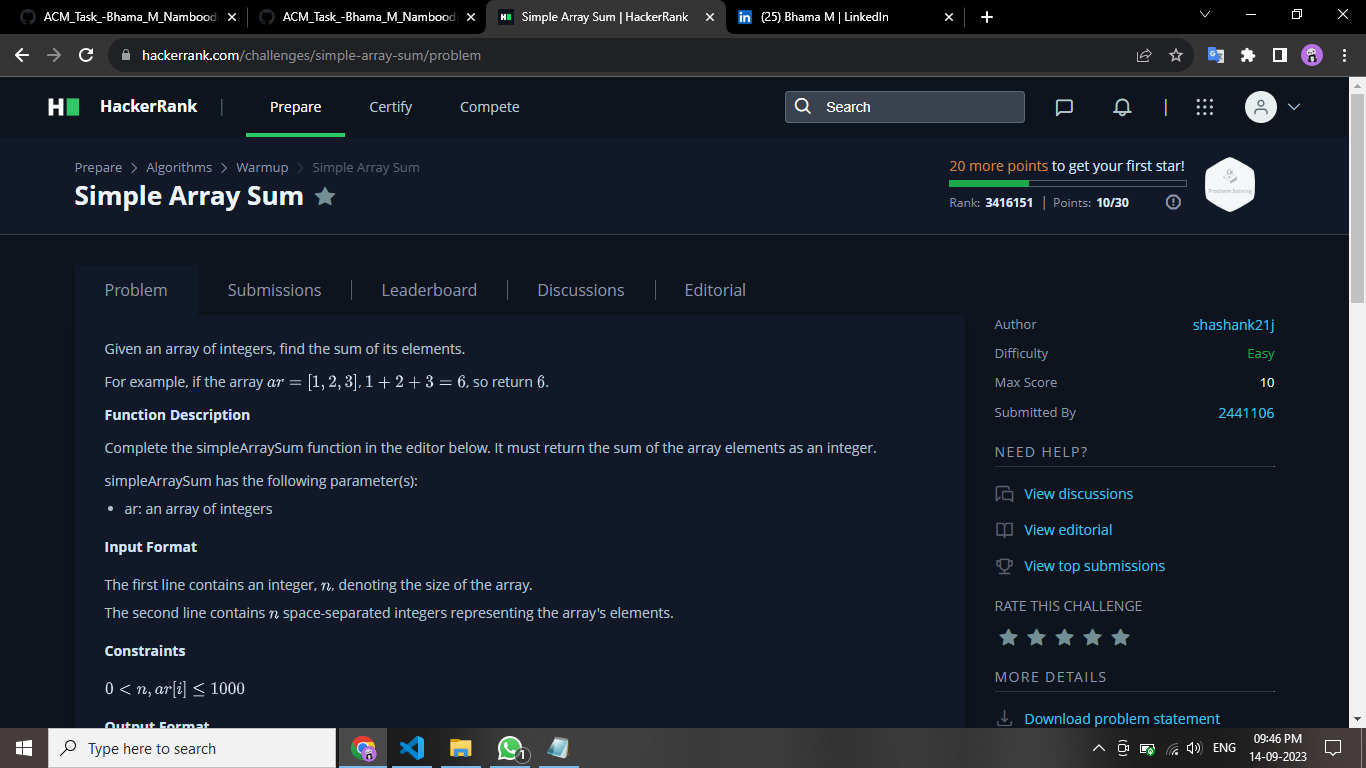 ACM_Task_-Bhama_M_Nambood
ACM_Task_-Bhama_M_Nambood
Simple Array Sum | HackerRank
(25) Bhama M | LinkedIn
hackerrank.com/challenges/simple-array-sum/problem
HackerRank | Prepare Certify Compete Search
Prepare > Algorithms > Warmup > Simple Array Sum
Simple Array Sum
20 more points to get your first star!
Rank: 3416151 | Points: 10/30
Problem Solving
Problem Submissions Leaderboard Discussions Editorial
Given an array of integers, find the sum of its elements.
For example, if the array ar = [1, 2, 3], 1 + 2 + 3 = 6, so return 6.
Function Description
Complete the simpleArraySum function in the editor below. It must return the sum of the array elements as an integer.
simpleArraySum has the following parameter(s):
• ar: an array of integers
Input Format
The first line contains an integer, n, denoting the size of the array.
The second line contains n space-separated integers representing the array's elements.
Constraints
0 < n, ar[i] ≤ 1000
Output Format
Author shashank21j
Difficulty Easy
Max Score 10
Submitted By 2441106
NEED HELP?
View discussions
View editorial
View top submissions
RATE THIS CHALLENGE
MORE DETAILS
Download problem statement
Type here to search
1
ENG
09:46 PM
14-09-2023